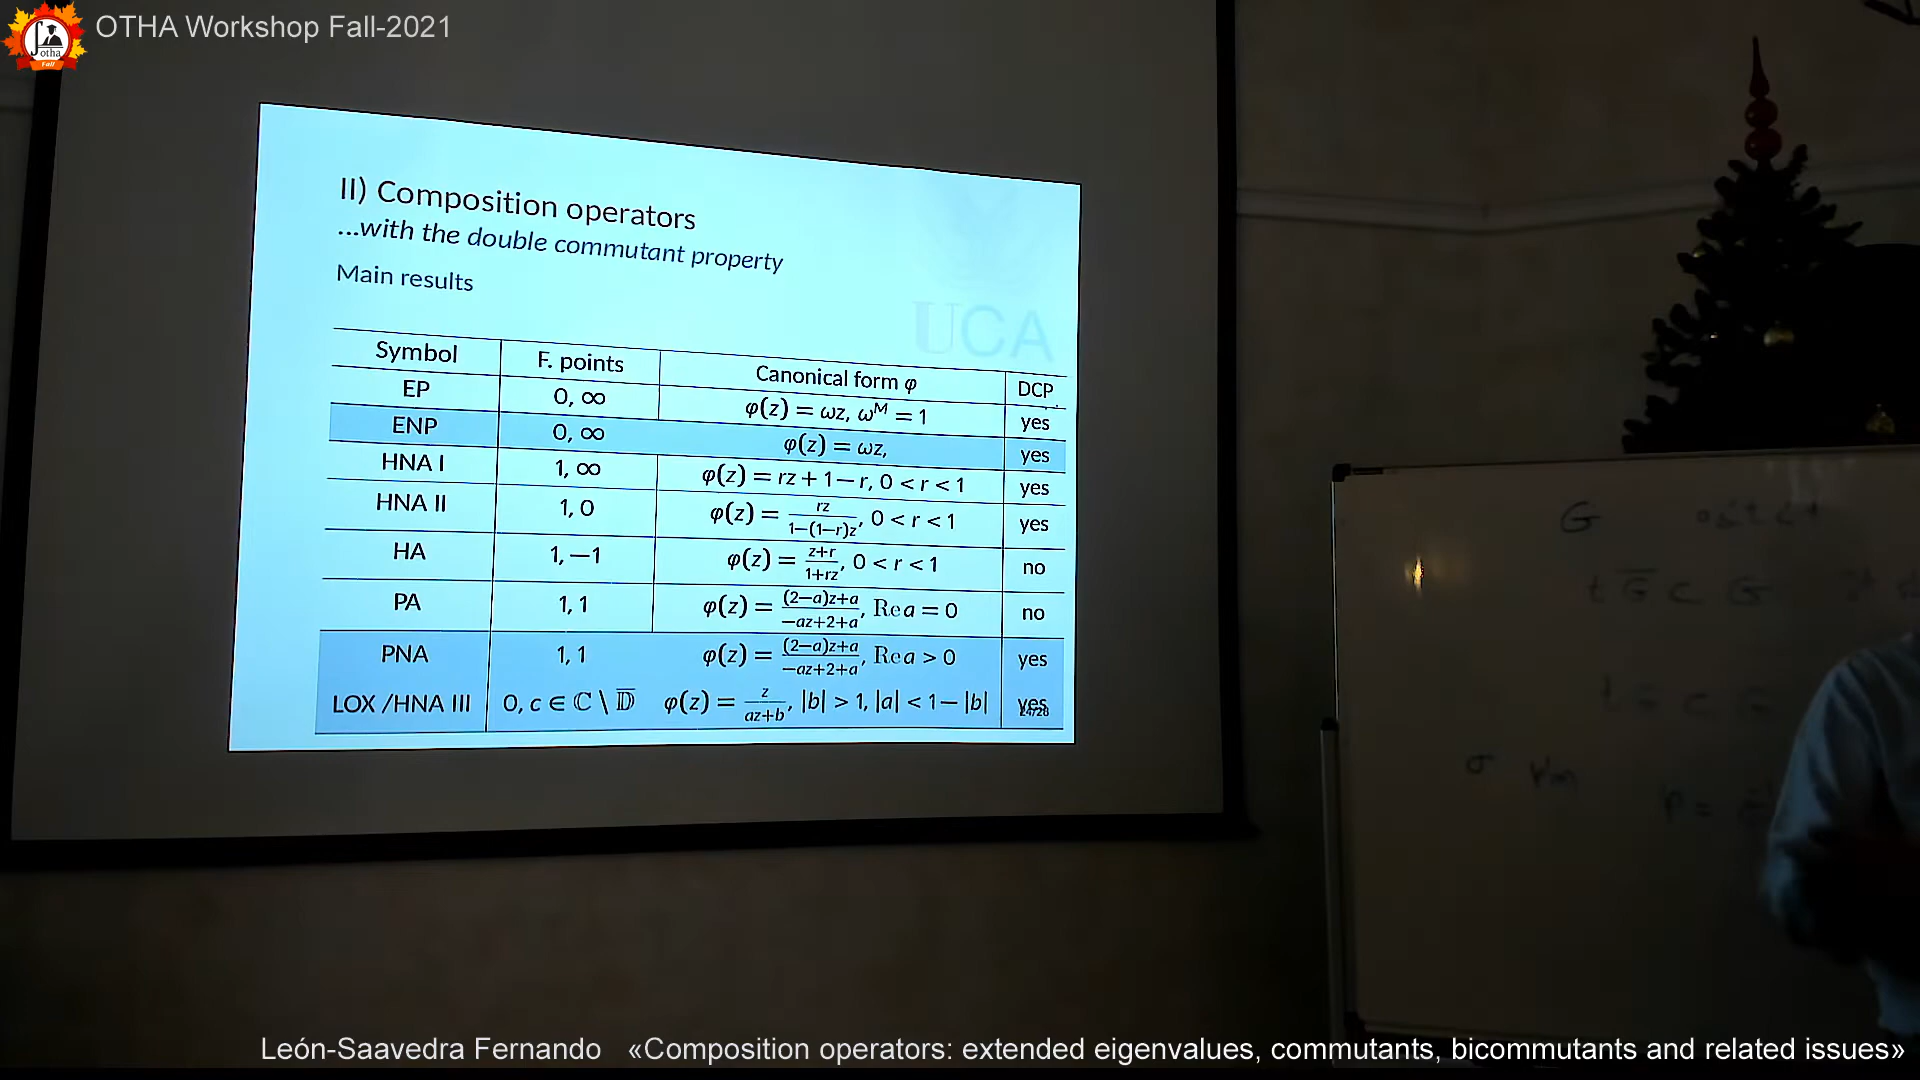 OTHA Workshop Fall-2021
otha
Fall
II) Composition operators
...with the double commutant property
Main results
UCA
Symbol F. points Canonical form φ DCP
EP 0, ∞ φ(z) = ωz, ω^M = 1 yes
ENP 0, ∞ φ(z) = ωz, yes
HNA I 1, ∞ φ(z) = rz + 1−r, 0 < r < 1 yes
HNA II 1, 0 φ(z) = rz/(1−(1−r)z), 0 < r < 1 yes
HA 1, −1 φ(z) = (z+r)/(1+rz), 0 < r < 1 no
PA 1, 1 φ(z) = ((2−a)z+a)/(−az+2+a), Re a = 0 no
PNA 1, 1 φ(z) = ((2−a)z+a)/(−az+2+a), Re a > 0 yes
LOX /HNA III 0, c ∈ ℂ \ 𝔻̅ φ(z) = z/(az+b), |b| > 1, |a| < 1− |b| yes
24/28
G
León-Saavedra Fernando «Composition operators: extended eigenvalues, commutants, bicommutants and related issues»